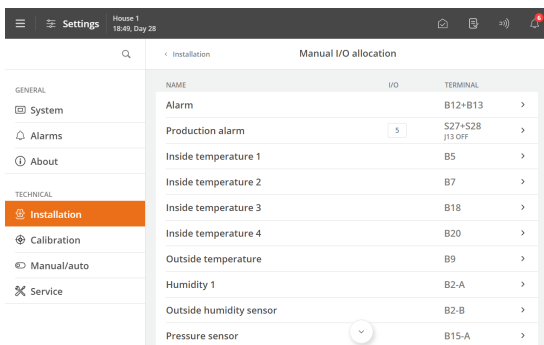 Settings
House 1
18:49, Day 28
6
Installation
Manual I/O allocation
GENERAL
System
Alarms
About
TECHNICAL
Installation
Calibration
Manual/auto
Service
NAME I/O TERMINAL
Alarm B12+B13
Production alarm 5 S27+S28
J13 OFF
Inside temperature 1 B5
Inside temperature 2 B7
Inside temperature 3 B18
Inside temperature 4 B20
Outside temperature B9
Humidity 1 B2-A
Outside humidity sensor B2-B
Pressure sensor B15-A